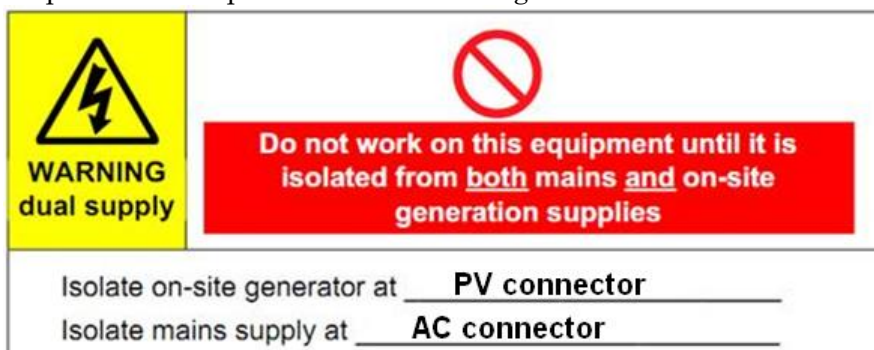 WARNING
dual supply
Do not work on this equipment until it is
isolated from both mains and on-site
generation supplies
Isolate on-site generator at PV connector
Isolate mains supply at AC connector